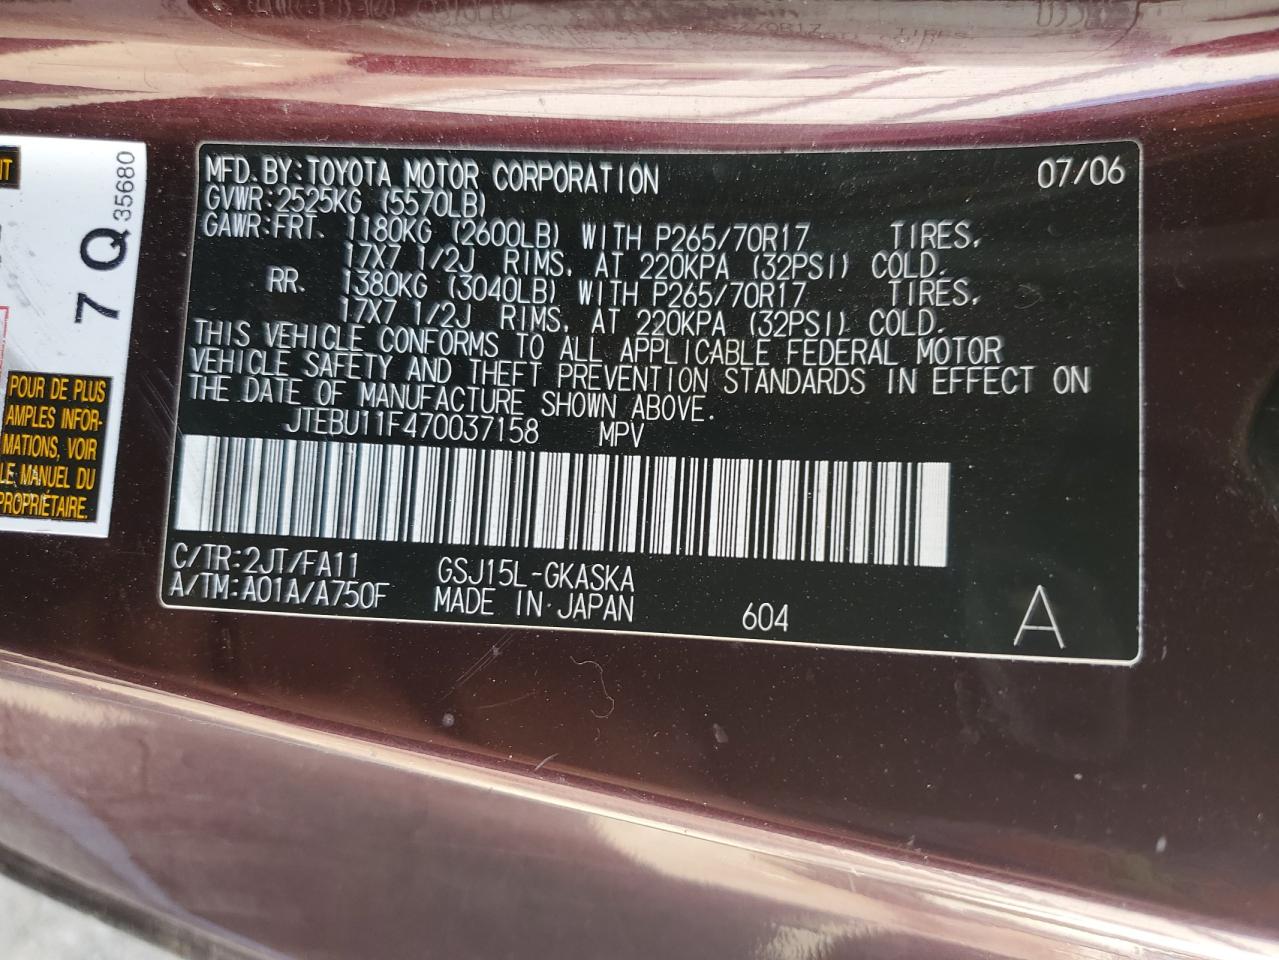 MFD.BY:TOYOTA MOTOR CORPORATION 07/06
GVWR:2525KG (5570LB)
GAWR:FRT. 1180KG (2600LB) WITH P265/70R17 TIRES,
17X7 1/2J RIMS, AT 220KPA (32PSI) COLD.
RR. 1380KG (3040LB) WITH P265/70R17 TIRES,
17X7 1/2J RIMS, AT 220KPA (32PSI) COLD.
THIS VEHICLE CONFORMS TO ALL APPLICABLE FEDERAL MOTOR
VEHICLE SAFETY AND THEFT PREVENTION STANDARDS IN EFFECT ON
THE DATE OF MANUFACTURE SHOWN ABOVE.
JTEBU11F470037158 MPV
C/TR:2JT/FA11 GSJ15L-GKASKA
A/TM:A01A/A750F MADE IN JAPAN 604
A
7 Q 35680
POUR DE PLUS
AMPLES INFOR-
MATIONS, VOIR
LE MANUEL DU
PROPRIÉTAIRE.